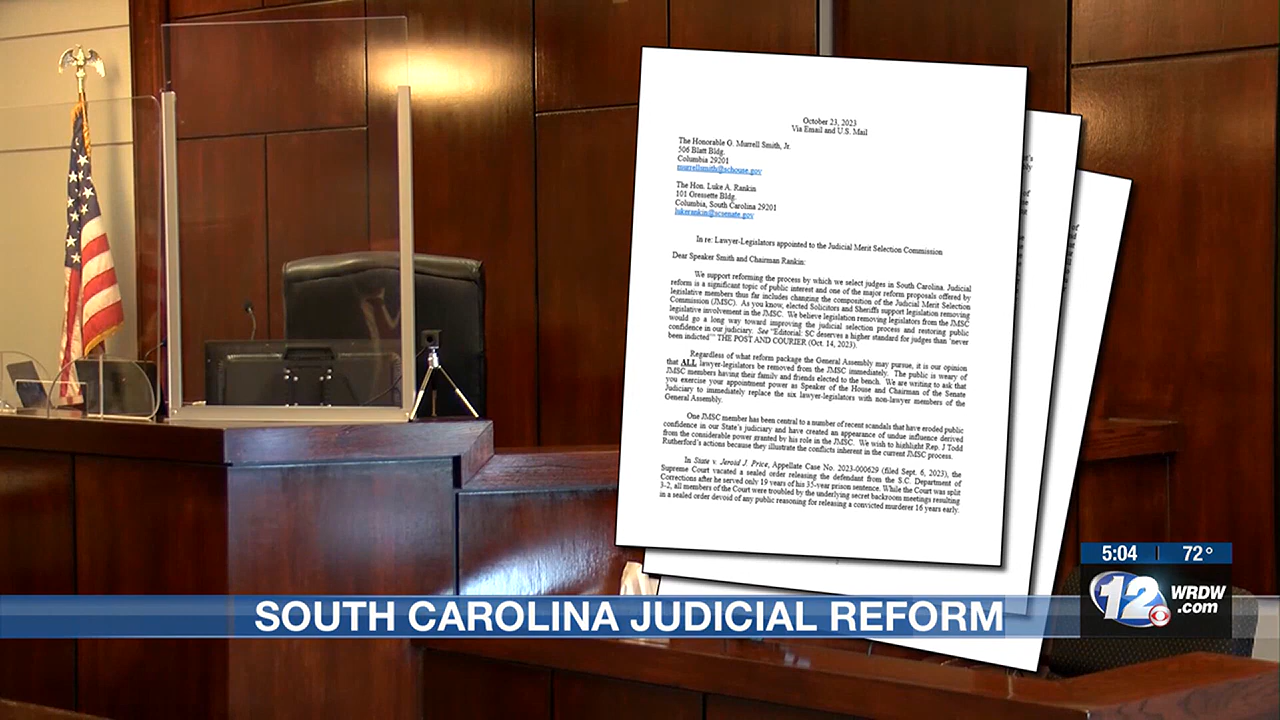 October 23, 2023
Via Email and U.S. Mail
The Honorable G. Murrell Smith, Jr.
506 Blatt Bldg.
Columbia 29201
murrellsmith@schouse.gov
The Hon. Luke A. Rankin
101 Gressette Bldg.
Columbia, South Carolina 29201
lukerankin@scsenate.gov
In re: Lawyer-Legislators appointed to the Judicial Merit Selection Commission
Dear Speaker Smith and Chairman Rankin:
We support reforming the process by which we select judges in South Carolina. Judicial
reform is a significant topic of public interest and one of the major reform proposals offered by
legislative members thus far includes changing the composition of the Judicial Merit Selection
Commission (JMSC). As you know, elected Solicitors and Sheriffs support legislation removing
legislative involvement in the JMSC. We believe legislation removing legislators from the JMSC
would go a long way toward improving the judicial selection process and restoring public
confidence in our judiciary. See "Editorial: SC deserves a higher standard for judges than 'never
been indicted'" THE POST AND COURIER (Oct. 14, 2023).
Regardless of what reform package the General Assembly may pursue, it is our opinion
that ALL lawyer-legislators be removed from the JMSC immediately. The public is weary of
JMSC members having their family and friends elected to the bench. We are writing to ask that
you exercise your appointment power as Speaker of the House and Chairman of the Senate
Judiciary to immediately replace the six lawyer-legislators with non-lawyer members of the
General Assembly.
One JMSC member has been central to a number of recent scandals that have eroded public
confidence in our State's judiciary and have created an appearance of undue influence derived
from the considerable power granted by his role in the JMSC. We wish to highlight Rep. J Todd
Rutherford's actions because they illustrate the conflicts inherent in the current JMSC process.
In State v. Jeroid J. Price, Appellate Case No. 2023-000629 (filed Sept. 6, 2023), the
Supreme Court vacated a sealed order releasing the defendant from the S.C. Department of
Corrections after he served only 19 years of his 35-year prison sentence. While the Court was split
3-2, all members of the Court were troubled by the underlying secret backroom meetings resulting
in a sealed order devoid of any public reasoning for releasing a convicted murderer 16 years early.
5:04 72°
12 WRDW
.com
SOUTH CAROLINA JUDICIAL REFORM